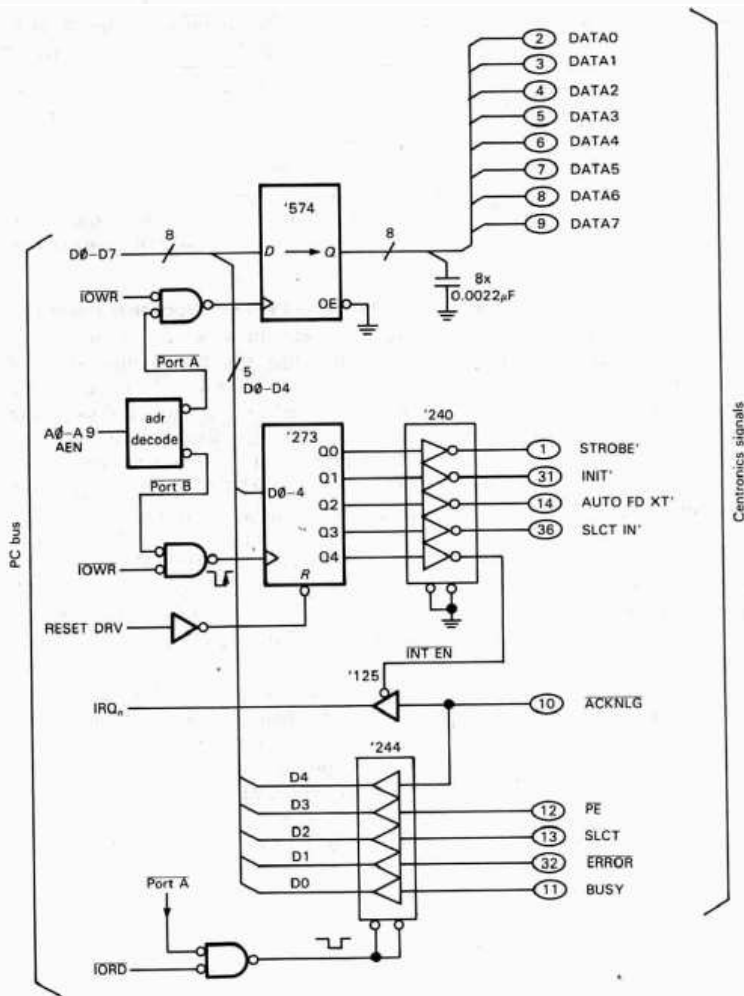 2 DATA0
3 DATA1
4 DATA2
5 DATA3
6 DATA4
7 DATA5
8 DATA6
9 DATA7
'574
8
8
DØ-D7
D
Q
8x
0.0022µF
IOWR
OE
Port A
5
DØ-D4
adr
decode
AØ-A9
AEN
'273
'240
Q0
1 STROBE'
Q1
31 INIT'
Port B
DØ-4
Q2
14 AUTO FD XT'
Q3
36 SLCT IN'
Q4
IOWR
R
RESET DRV
INT EN
'125
IRQn
10 ACKNLG
'244
D4
D3
12 PE
D2
13 SLCT
D1
32 ERROR
D0
11 BUSY
Port A
IORD
PC bus
Centronics signals